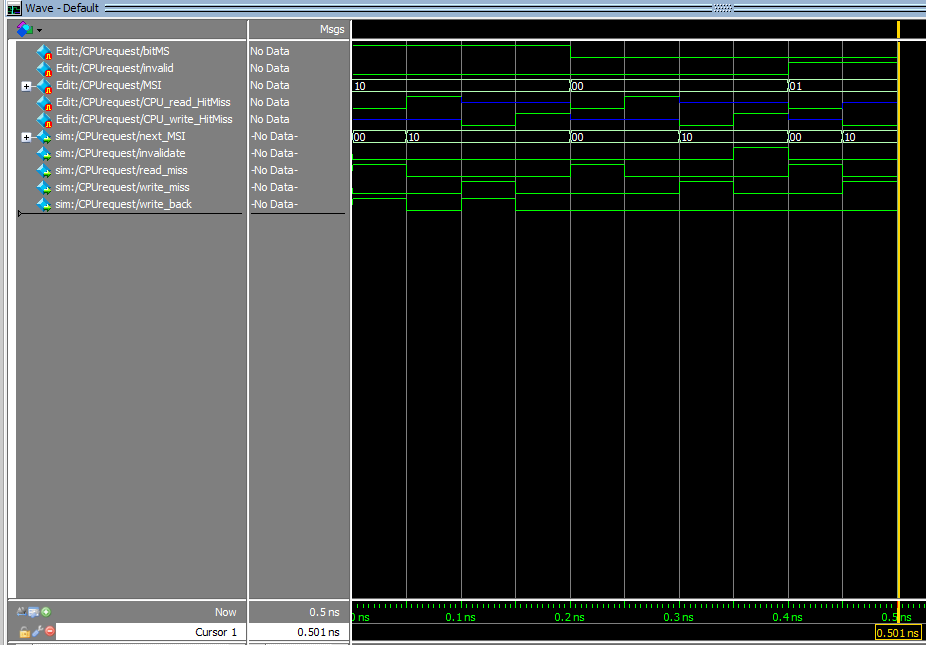 Wave - Default
Msgs
Edit:/CPUrequest/bitMS No Data
Edit:/CPUrequest/invalid No Data
Edit:/CPUrequest/MSI No Data 10 00 01
Edit:/CPUrequest/CPU_read_HitMiss No Data
Edit:/CPUrequest/CPU_write_HitMiss No Data
sim:/CPUrequest/next_MSI -No Data- 00 10 00 10 00 10
sim:/CPUrequest/invalidate -No Data-
sim:/CPUrequest/read_miss -No Data-
sim:/CPUrequest/write_miss -No Data-
sim:/CPUrequest/write_back -No Data-
Now 0.5 ns ns 0.1 ns 0.2 ns 0.3 ns 0.4 ns 0.5 ns
Cursor 1 0.501 ns 0.501 ns